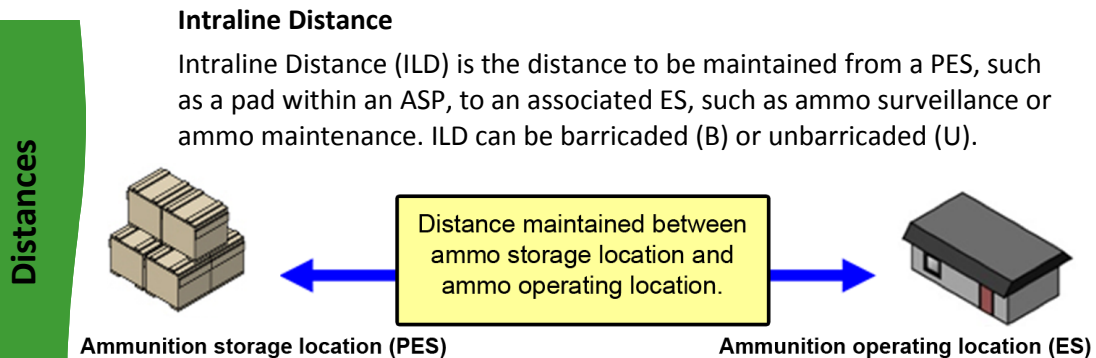 Distances
Intraline Distance
Intraline Distance (ILD) is the distance to be maintained from a PES, such
as a pad within an ASP, to an associated ES, such as ammo surveillance or
ammo maintenance. ILD can be barricaded (B) or unbarricaded (U).
Distance maintained between
ammo storage location and
ammo operating location.
Ammunition storage location (PES)
Ammunition operating location (ES)